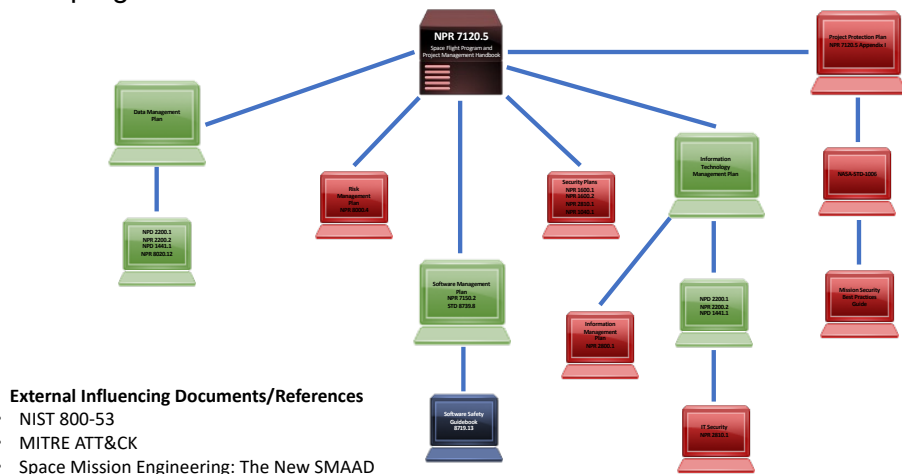 NPR 7120.5
Space Flight Program and
Project Management Handbook
Project Protection Plan
NPR 7120.5 Appendix I
Data Management
Plan
Information
Technology
Management Plan
Risk
Management
Plan
NPR 8000.4
Security Plans
NPR 1600.1
NPR 1600.2
NPR 1040.1
NASA-STD-1006
NPD 2200.1
NPR 2200.2
NPD 1441.1
NPR 8020.12
Software Management
Plan
NPR 7150.2
STD 8739.8
Information
Management
Plan
NPD 2200.1
NPR 2200.2
NPD 1441.1
Mission Security
Best Practices
Guide
Software Safety
Guidebook
8719.13
IT Security
NPR 2810.1
External Influencing Documents/References
• NIST 800-53
• MITRE ATT&CK
• Space Mission Engineering: The New SMAAD